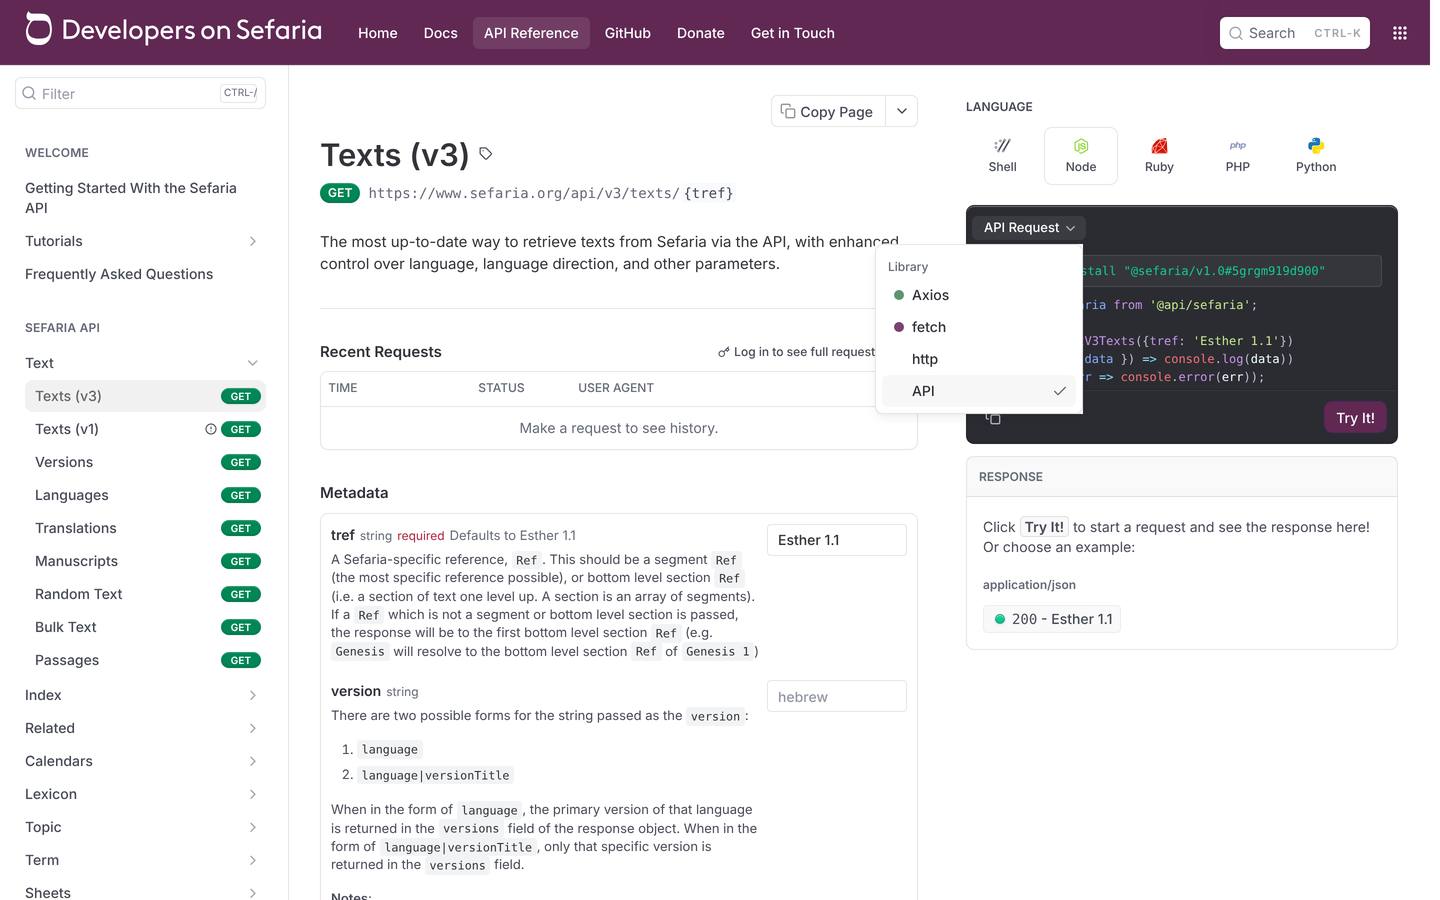 Developers on Sefaria
Home
Docs
API Reference
GitHub
Donate
Get in Touch
Search
CTRL-K
Filter
CTRL-/
WELCOME
Getting Started With the Sefaria
API
Tutorials
Frequently Asked Questions
SEFARIA API
Text
Texts (v3) GET
Texts (v1) GET
Versions GET
Languages GET
Translations GET
Manuscripts GET
Random Text GET
Bulk Text GET
Passages GET
Index
Related
Calendars
Lexicon
Topic
Term
Sheets
Copy Page
Texts (v3)
GET https://www.sefaria.org/api/v3/texts/{tref}
The most up-to-date way to retrieve texts from Sefaria via the API, with enhanced
control over language, language direction, and other parameters.
Recent Requests
Log in to see full request
TIME STATUS USER AGENT
Make a request to see history.
Metadata
tref string required Defaults to Esther 1.1
Esther 1.1
A Sefaria-specific reference, Ref. This should be a segment Ref
(the most specific reference possible), or bottom level section Ref
(i.e. a section of text one level up. A section is an array of segments).
If a Ref which is not a segment or bottom level section is passed,
the response will be to the first bottom level section Ref (e.g.
Genesis will resolve to the bottom level section Ref of Genesis 1)
version string
hebrew
There are two possible forms for the string passed as the version:
1. language
2. language|versionTitle
When in the form of language, the primary version of that language
is returned in the versions field of the response object. When in the
form of language|versionTitle, only that specific version is
returned in the versions field.
Notes:
LANGUAGE
Shell
Node
Ruby
php
PHP
Python
API Request
Library
Axios
fetch
http
API
stall "@sefaria/v1.0#5grgm919d900"
ria from '@api/sefaria';
V3Texts({tref: 'Esther 1.1'})
data }) => console.log(data))
r => console.error(err));
Try It!
RESPONSE
Click Try It! to start a request and see the response here!
Or choose an example:
application/json
200 - Esther 1.1